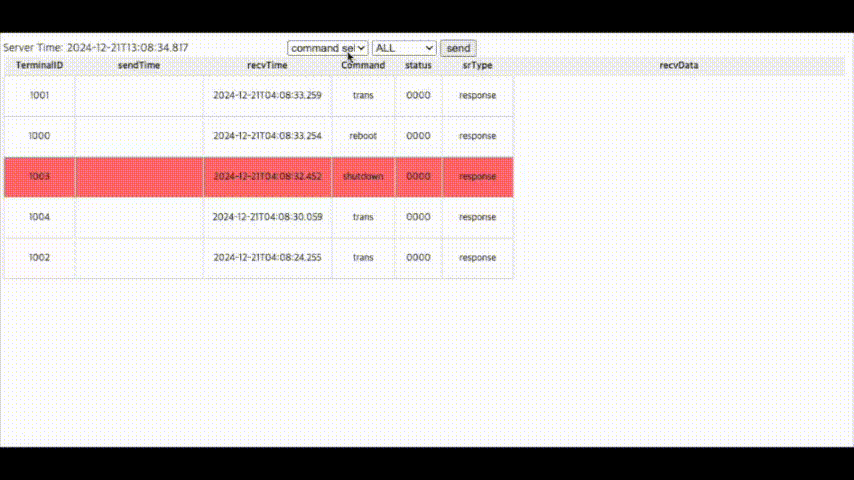 Server Time: 2024-12-21T13:08:34.817 command sel ALL send
TerminalID sendTime recvTime Command status srType recvData
1001 2024-12-21T04:08:33.259 trans 0000 response
1000 2024-12-21T04:08:33.254 reboot 0000 response
1003 2024-12-21T04:08:32.452 shutdown 0000 response
1004 2024-12-21T04:08:30.059 trans 0000 response
1002 2024-12-21T04:08:24.255 trans 0000 response